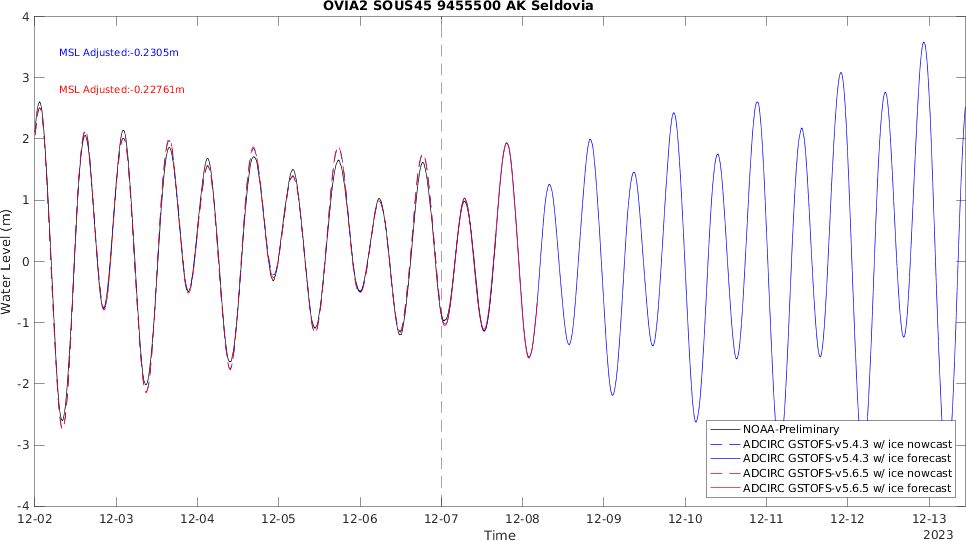 OVIA2 SOUS45 9455500 AK Seldovia
MSL Adjusted:-0.2305m
MSL Adjusted:-0.22761m
Water Level (m)
4
3
2
1
0
-1
-2
-3
-4
NOAA-Preliminary
ADCIRC GSTOFS-v5.4.3 w/ ice nowcast
ADCIRC GSTOFS-v5.4.3 w/ ice forecast
ADCIRC GSTOFS-v5.6.5 w/ ice nowcast
ADCIRC GSTOFS-v5.6.5 w/ ice forecast
12-02 12-03 12-04 12-05 12-06 12-07 12-08 12-09 12-10 12-11 12-12 12-13
Time
2023